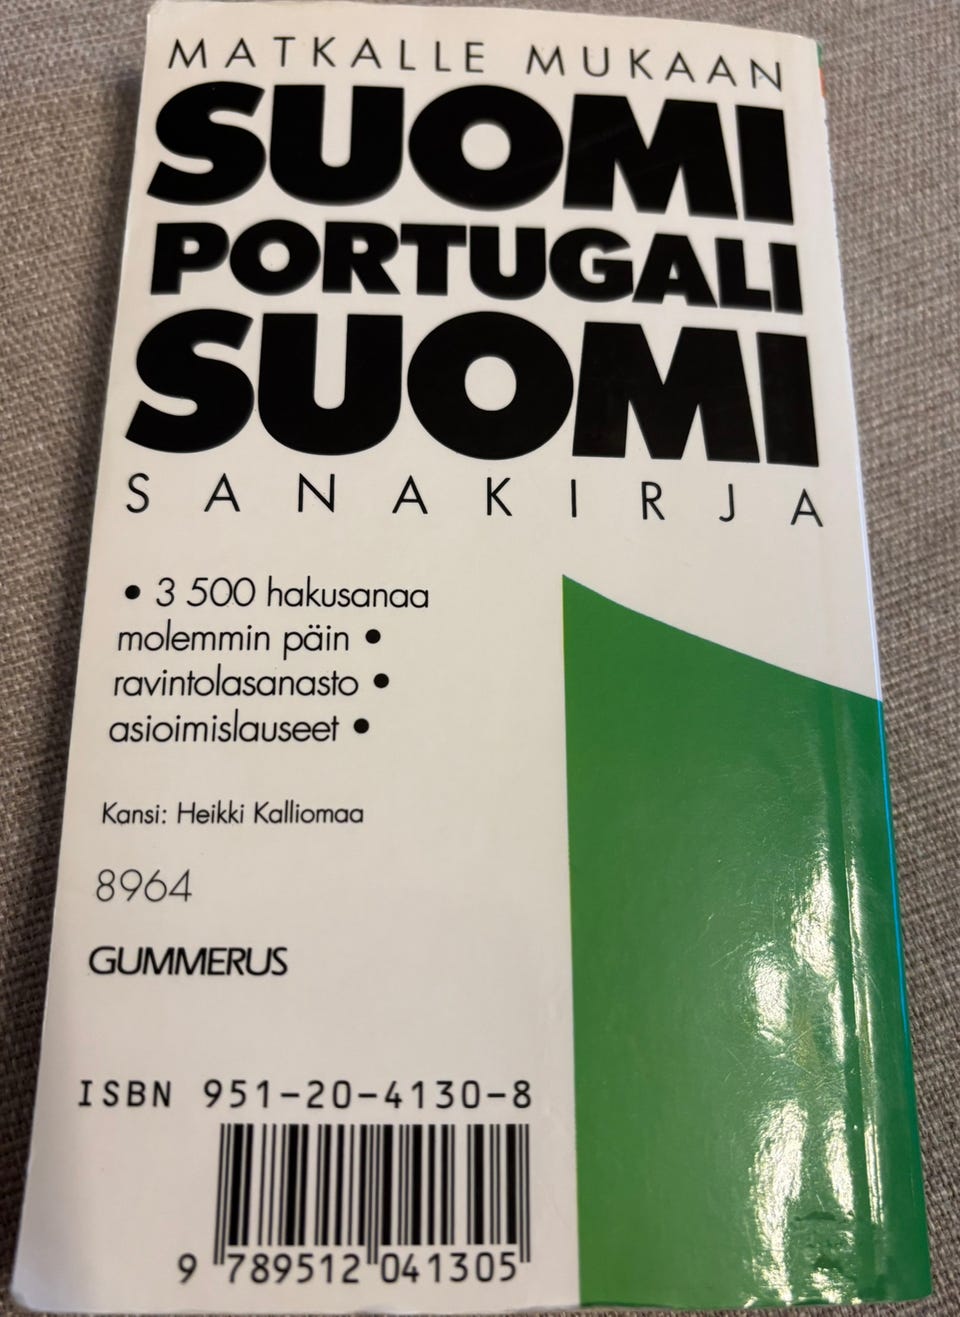 MATKALLE MUKAAN
SUOMI
PORTUGALI
SUOMI
SANAKIRJA
• 3 500 hakusanaa
molemmin päin •
ravintolasanasto •
asioimislauseet •
Kansi: Heikki Kalliomaa
8964
GUMMERUS
ISBN 951-20-4130-8
9 789512 041305